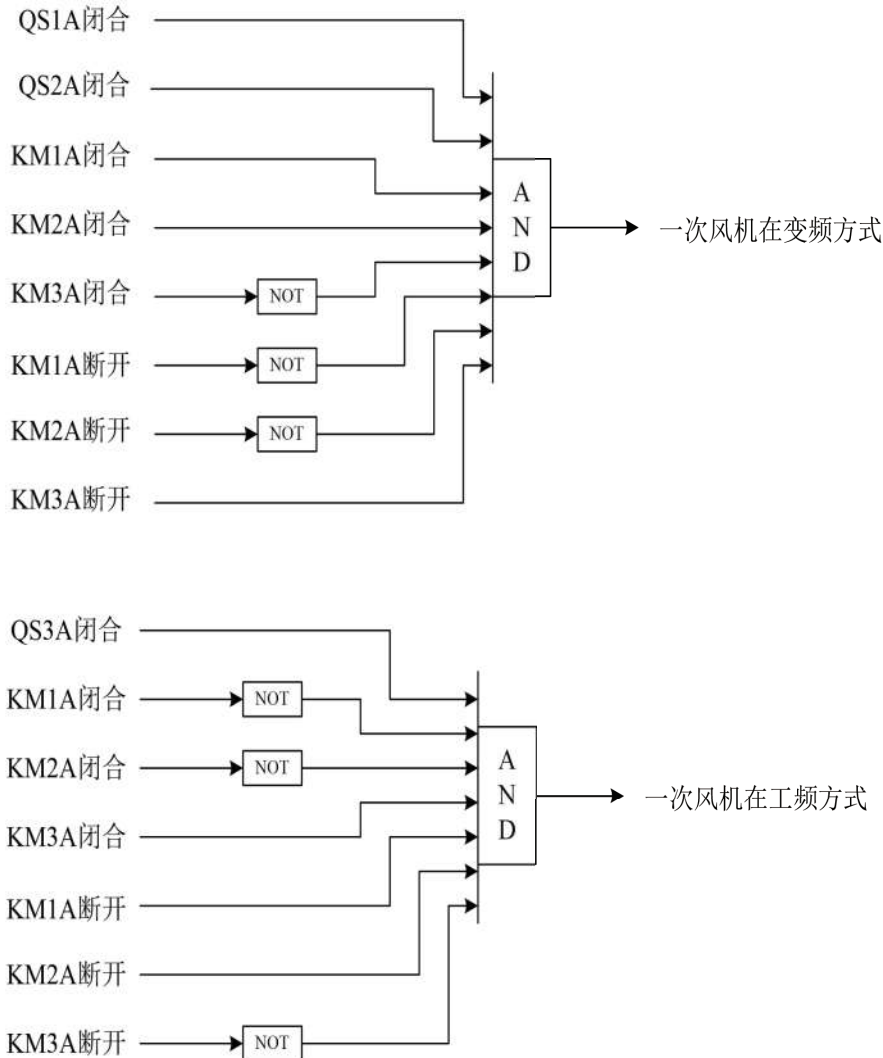 QS1A闭合
QS2A闭合
KM1A闭合
KM2A闭合
KM3A闭合
NOT
KM1A断开
NOT
KM2A断开
NOT
KM3A断开
AND
一次风机在变频方式
QS3A闭合
KM1A闭合
NOT
KM2A闭合
NOT
KM3A闭合
KM1A断开
KM2A断开
KM3A断开
NOT
AND
一次风机在工频方式